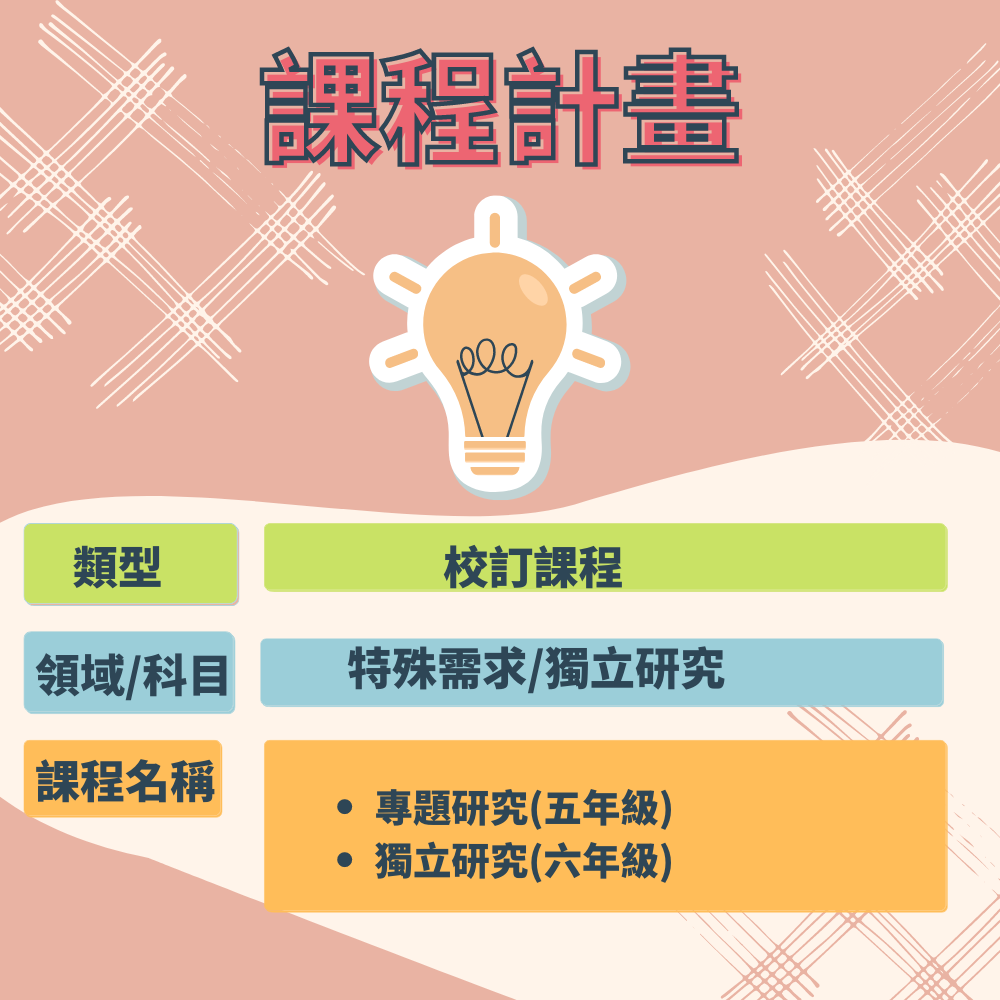 課程計畫
類型
校訂課程
領域/科目
特殊需求/獨立研究
課程名稱
• 專題研究(五年級)
• 獨立研究(六年級)